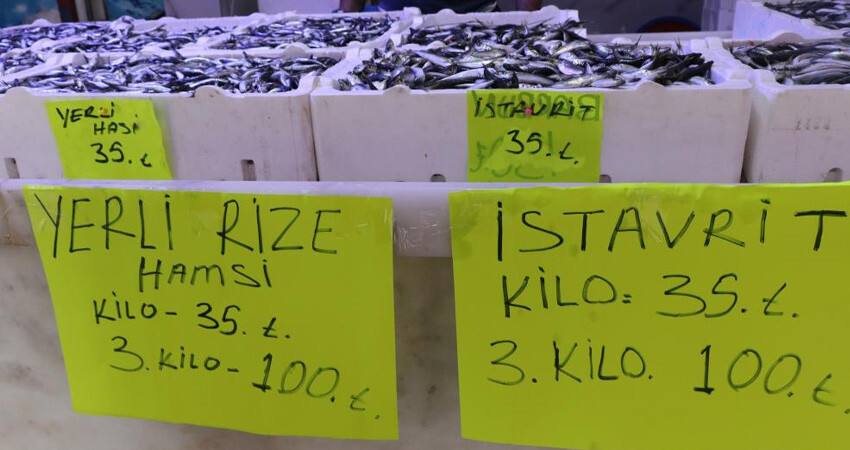 YERLİ
HAMSİ
35.₺
İSTAVRİT
35.₺.
YERLİ RİZE
HAMSİ
KİLO- 35.₺.
3.KİLO- 100.₺.
İSTAVRİT
KİLO= 35.₺.
3.KİLO. 100.₺.